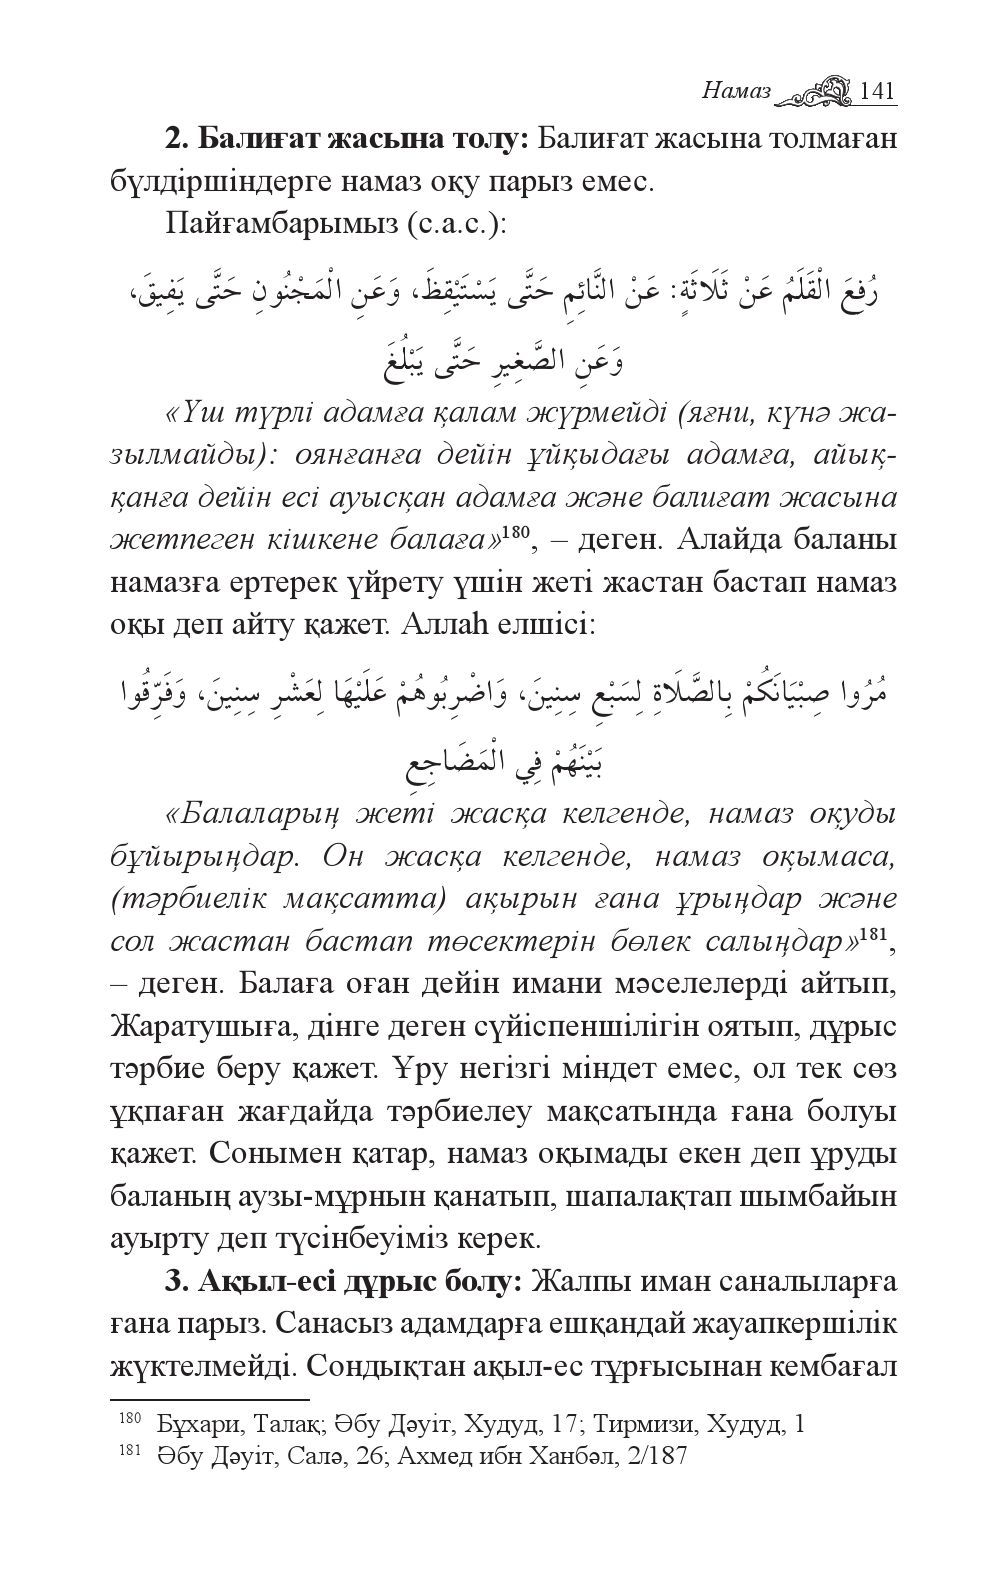 Намаз 141
2. Балиғат жасына толу: Балиғат жасына толмаған
бүлдіршіндерге намаз оқу парыз емес.
Пайғамбарымыз (с.а.с.):
رُفِعَ الْقَلَمُ عَنْ ثَلَاثَةٍ: عَنْ النَّائِمِ حَتَّى يَسْتَيْقِظَ، وَعَنِ الْمَجْنُونِ حَتَّى يَفِيقَ،
وَعَنِ الصَّغِيرِ حَتَّى يَبْلُغَ
«Үш түрлі адамға қалам жүрмейді (яғни, күнә жа-
зылмайды): оянғанға дейін ұйқыдағы адамға, айық-
қанға дейін есі ауысқан адамға және балиғат жасына
жетпеген кішкене балаға»180, – деген. Алайда баланы
намазға ертерек үйрету үшін жеті жастан бастап намаз
оқы деп айту қажет. Аллаһ елшісі:
مُرُوا صِبْيَانَكُمْ بِالصَّلَاةِ لِسَبْعِ سِنِينَ، وَاضْرِبُوهُمْ عَلَيْهَا لِعَشْرِ سِنِينَ، وَفَرِّقُوا
بَيْنَهُمْ فِي الْمَضَاجِعِ
«Балаларың жеті жасқа келгенде, намаз оқуды
бұйырыңдар. Он жасқа келгенде, намаз оқымаса,
(тәрбиелік мақсатта) ақырын ғана ұрыңдар және
сол жастан бастап төсектерін бөлек салыңдар»181,
– деген. Балаға оған дейін имани мәселелерді айтып,
Жаратушыға, дінге деген сүйіспеншілігін оятып, дұрыс
тәрбие беру қажет. Ұру негізгі міндет емес, ол тек сөз
ұқпаған жағдайда тәрбиелеу мақсатында ғана болуы
қажет. Сонымен қатар, намаз оқымады екен деп ұруды
баланың аузы-мұрнын қанатып, шапалақтап шымбайын
ауырту деп түсінбеуіміз керек.
3. Ақыл-есі дұрыс болу: Жалпы иман саналыларға
ғана парыз. Санасыз адамдарға ешқандай жауапкершілік
жүктелмейді. Сондықтан ақыл-ес тұрғысынан кембағал
180 Бұхари, Талақ; Әбу Дәуіт, Худуд, 17; Тирмизи, Худуд, 1
181 Әбу Дәуіт, Салә, 26; Ахмед ибн Ханбәл, 2/187